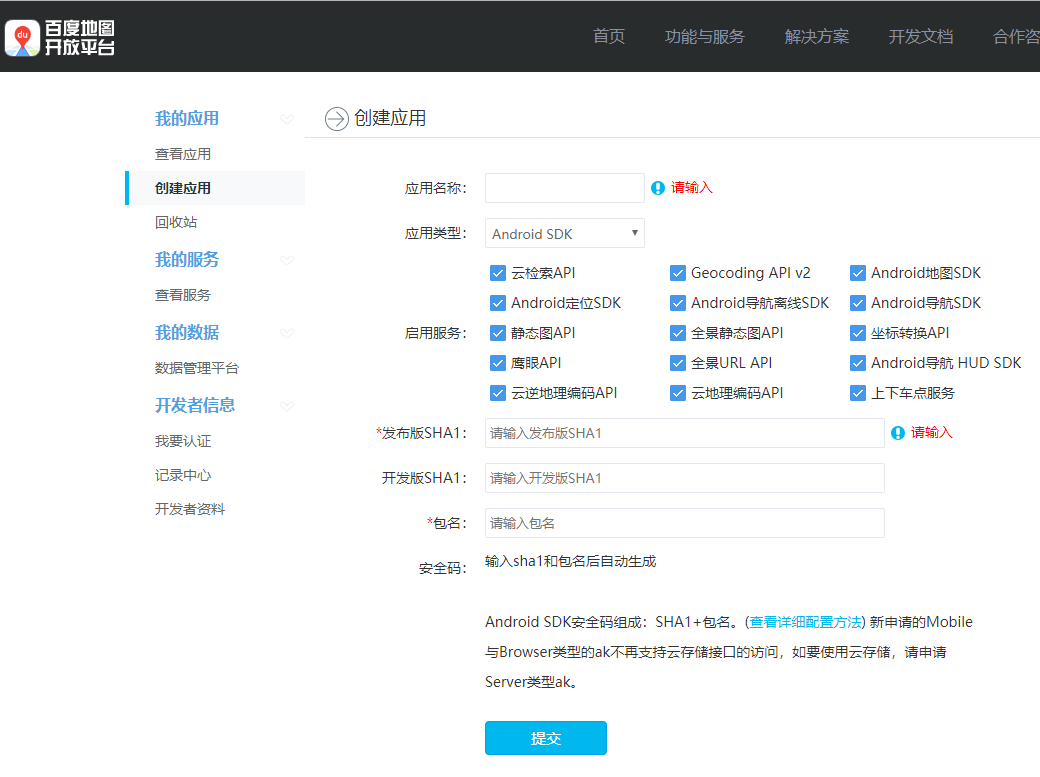 du 百度地图
开放平台
首页 功能与服务 解决方案 开发文档 合作咨
我的应用
查看应用
创建应用
回收站
我的服务
查看服务
我的数据
数据管理平台
开发者信息
我要认证
记录中心
开发者资料
创建应用
应用名称： 请输入
应用类型： Android SDK
启用服务：
云检索API Geocoding API v2 Android地图SDK
Android定位SDK Android导航离线SDK Android导航SDK
静态图API 全景静态图API 坐标转换API
鹰眼API 全景URL API Android导航 HUD SDK
云逆地理编码API 云地理编码API 上下车点服务
*发布版SHA1： 请输入发布版SHA1 请输入
开发版SHA1： 请输入开发版SHA1
*包名： 请输入包名
安全码： 输入sha1和包名后自动生成
Android SDK安全码组成：SHA1+包名。(查看详细配置方法) 新申请的Mobile
与Browser类型的ak不再支持云存储接口的访问，如要使用云存储，请申请
Server类型ak。
提交